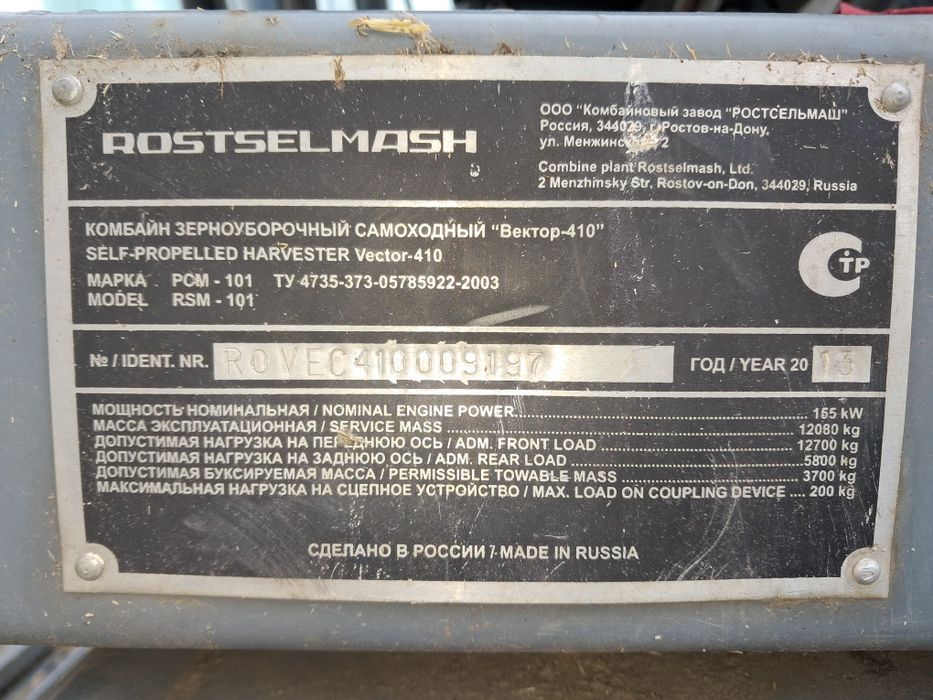 ROSTSELMASH
ООО "Комбайновый завод "РОСТСЕЛЬМАШ"
Россия, 344029, г. Ростов-на-Дону,
ул. Менжинского 2
Combine plant Rostselmash, Ltd.
2 Menzhinsky Str. Rostov-on-Don, 344029, Russia
КОМБАЙН ЗЕРНОУБОРОЧНЫЙ САМОХОДНЫЙ "Вектор-410"
SELF-PROPELLED HARVESTER Vector-410
МАРКА РСМ - 101 ТУ 4735-373-05785922-2003
MODEL RSM - 101
СТР
№ / IDENT. NR. R0VEC410009197
ГОД / YEAR 20 13
МОЩНОСТЬ НОМИНАЛЬНАЯ / NOMINAL ENGINE POWER 155 kW
МАССА ЭКСПЛУАТАЦИОННАЯ / SERVICE MASS 12080 kg
ДОПУСТИМАЯ НАГРУЗКА НА ПЕРЕДНЮЮ ОСЬ / ADM. FRONT LOAD 12700 kg
ДОПУСТИМАЯ НАГРУЗКА НА ЗАДНЮЮ ОСЬ / ADM. REAR LOAD 5800 kg
ДОПУСТИМАЯ БУКСИРУЕМАЯ МАССА / PERMISSIBLE TOWABLE MASS 3700 kg
МАКСИМАЛЬНАЯ НАГРУЗКА НА СЦЕПНОЕ УСТРОЙСТВО / MAX. LOAD ON COUPLING DEVICE .... 200 kg
СДЕЛАНО В РОССИИ / MADE IN RUSSIA